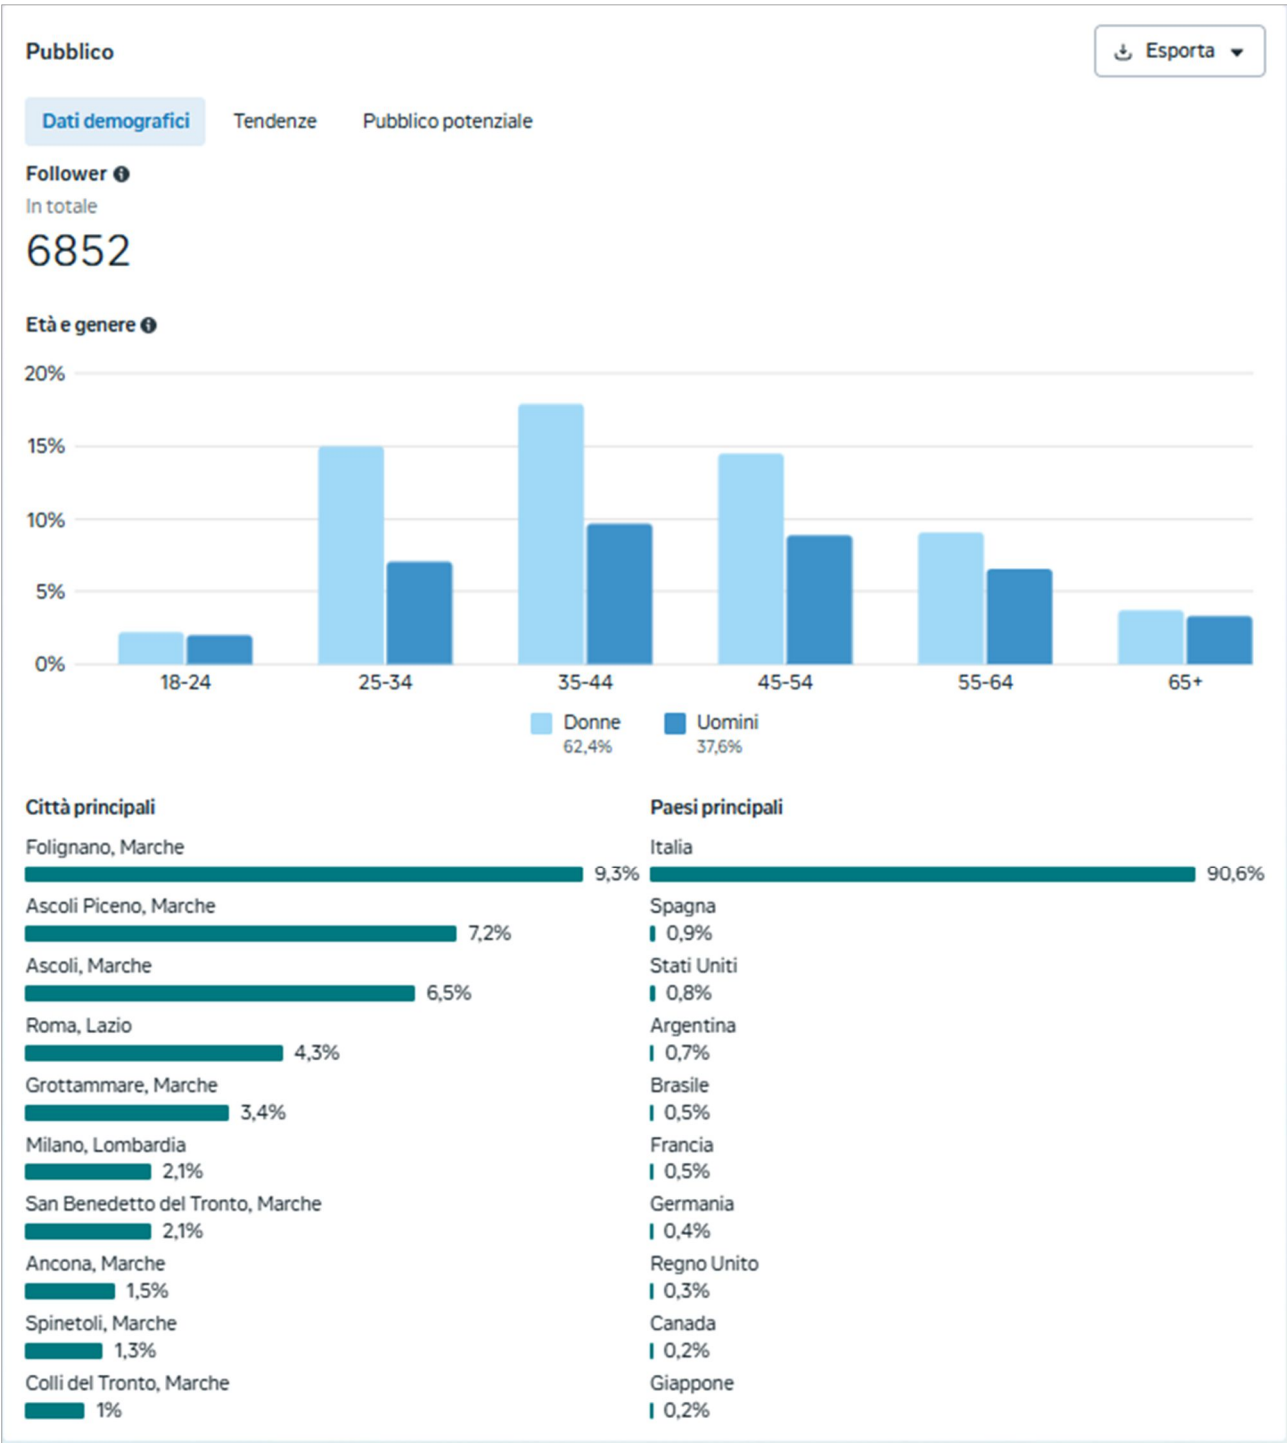 Pubblico
Esporta
Dati demografici Tendenze Pubblico potenziale
Follower
In totale
6852
Età e genere
20%
15%
10%
5%
0%
18-24 25-34 35-44 45-54 55-64 65+
Donne Uomini
62,4% 37,6%
Città principali
Folignano, Marche
9,3%
Ascoli Piceno, Marche
7,2%
Ascoli, Marche
6,5%
Roma, Lazio
4,3%
Grottammare, Marche
3,4%
Milano, Lombardia
2,1%
San Benedetto del Tronto, Marche
2,1%
Ancona, Marche
1,5%
Spinetoli, Marche
1,3%
Colli del Tronto, Marche
1%
Paesi principali
Italia
90,6%
Spagna
0,9%
Stati Uniti
0,8%
Argentina
0,7%
Brasile
0,5%
Francia
0,5%
Germania
0,4%
Regno Unito
0,3%
Canada
0,2%
Giappone
0,2%